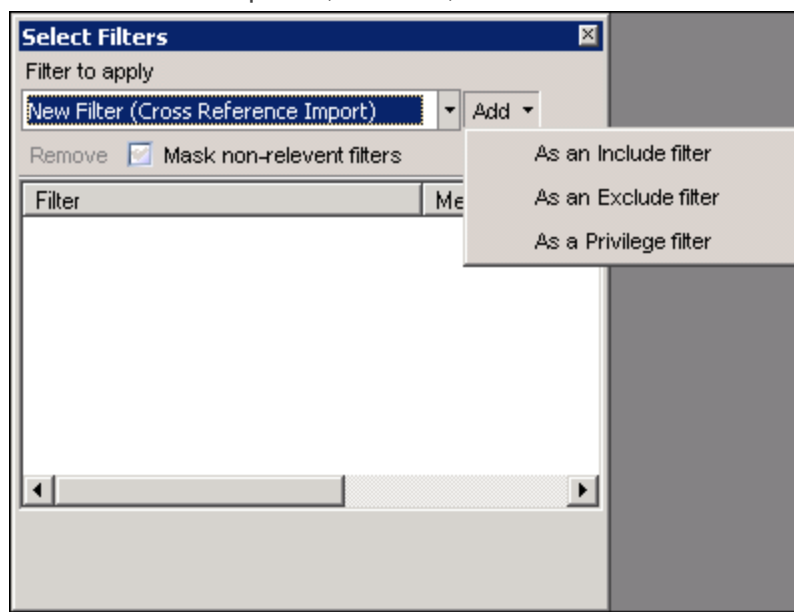 Select Filters
Filter to apply
New Filter (Cross Reference Import)
Add
Remove
Mask non-relevent filters
As an Include filter
As an Exclude filter
As a Privilege filter
Filter
Me